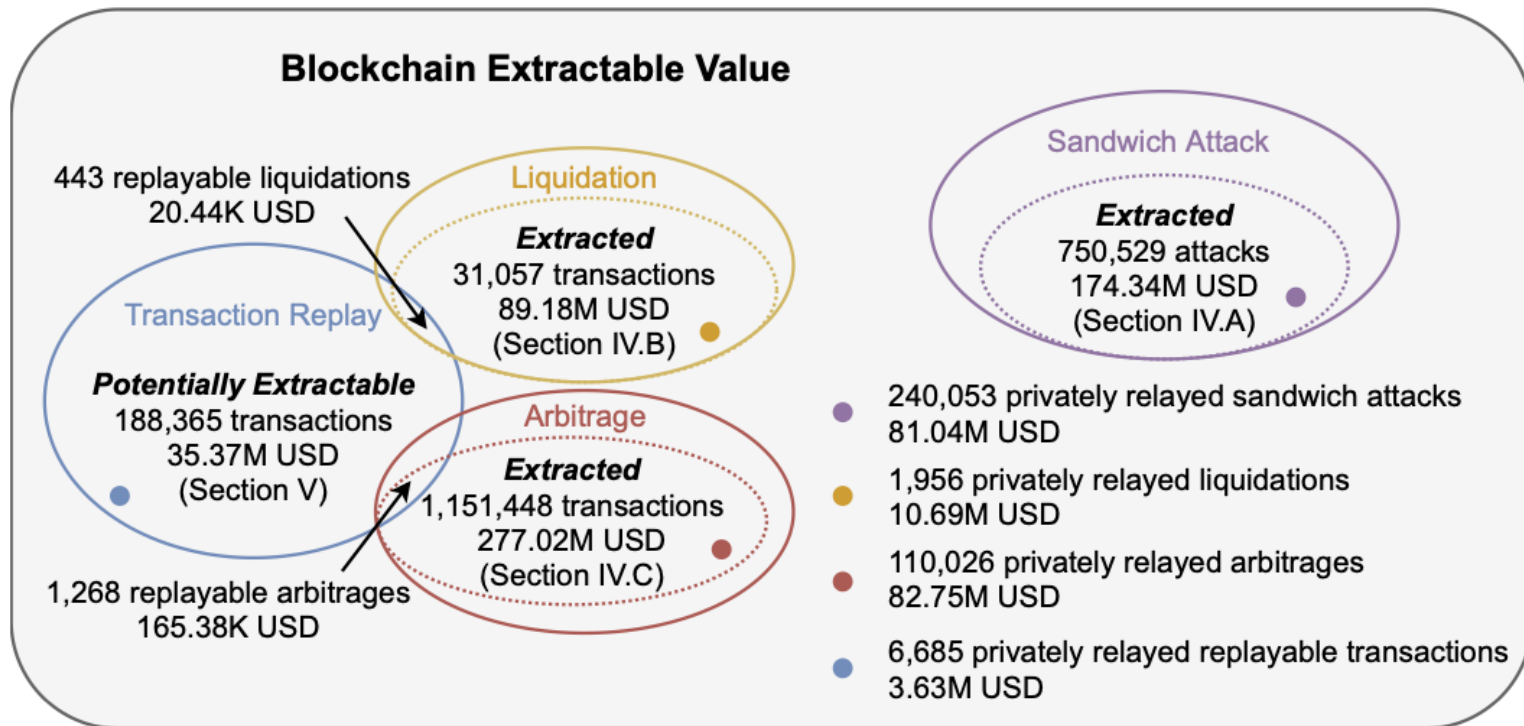 Blockchain Extractable Value
443 replayable liquidations
20.44K USD
Liquidation
Extracted
31,057 transactions
89.18M USD
(Section IV.B)
Sandwich Attack
Extracted
750,529 attacks
174.34M USD
(Section IV.A)
Transaction Replay
Potentially Extractable
188,365 transactions
35.37M USD
(Section V)
Arbitrage
Extracted
1,151,448 transactions
277.02M USD
(Section IV.C)
1,268 replayable arbitrages
165.38K USD
240,053 privately relayed sandwich attacks
81.04M USD
1,956 privately relayed liquidations
10.69M USD
110,026 privately relayed arbitrages
82.75M USD
6,685 privately relayed replayable transactions
3.63M USD